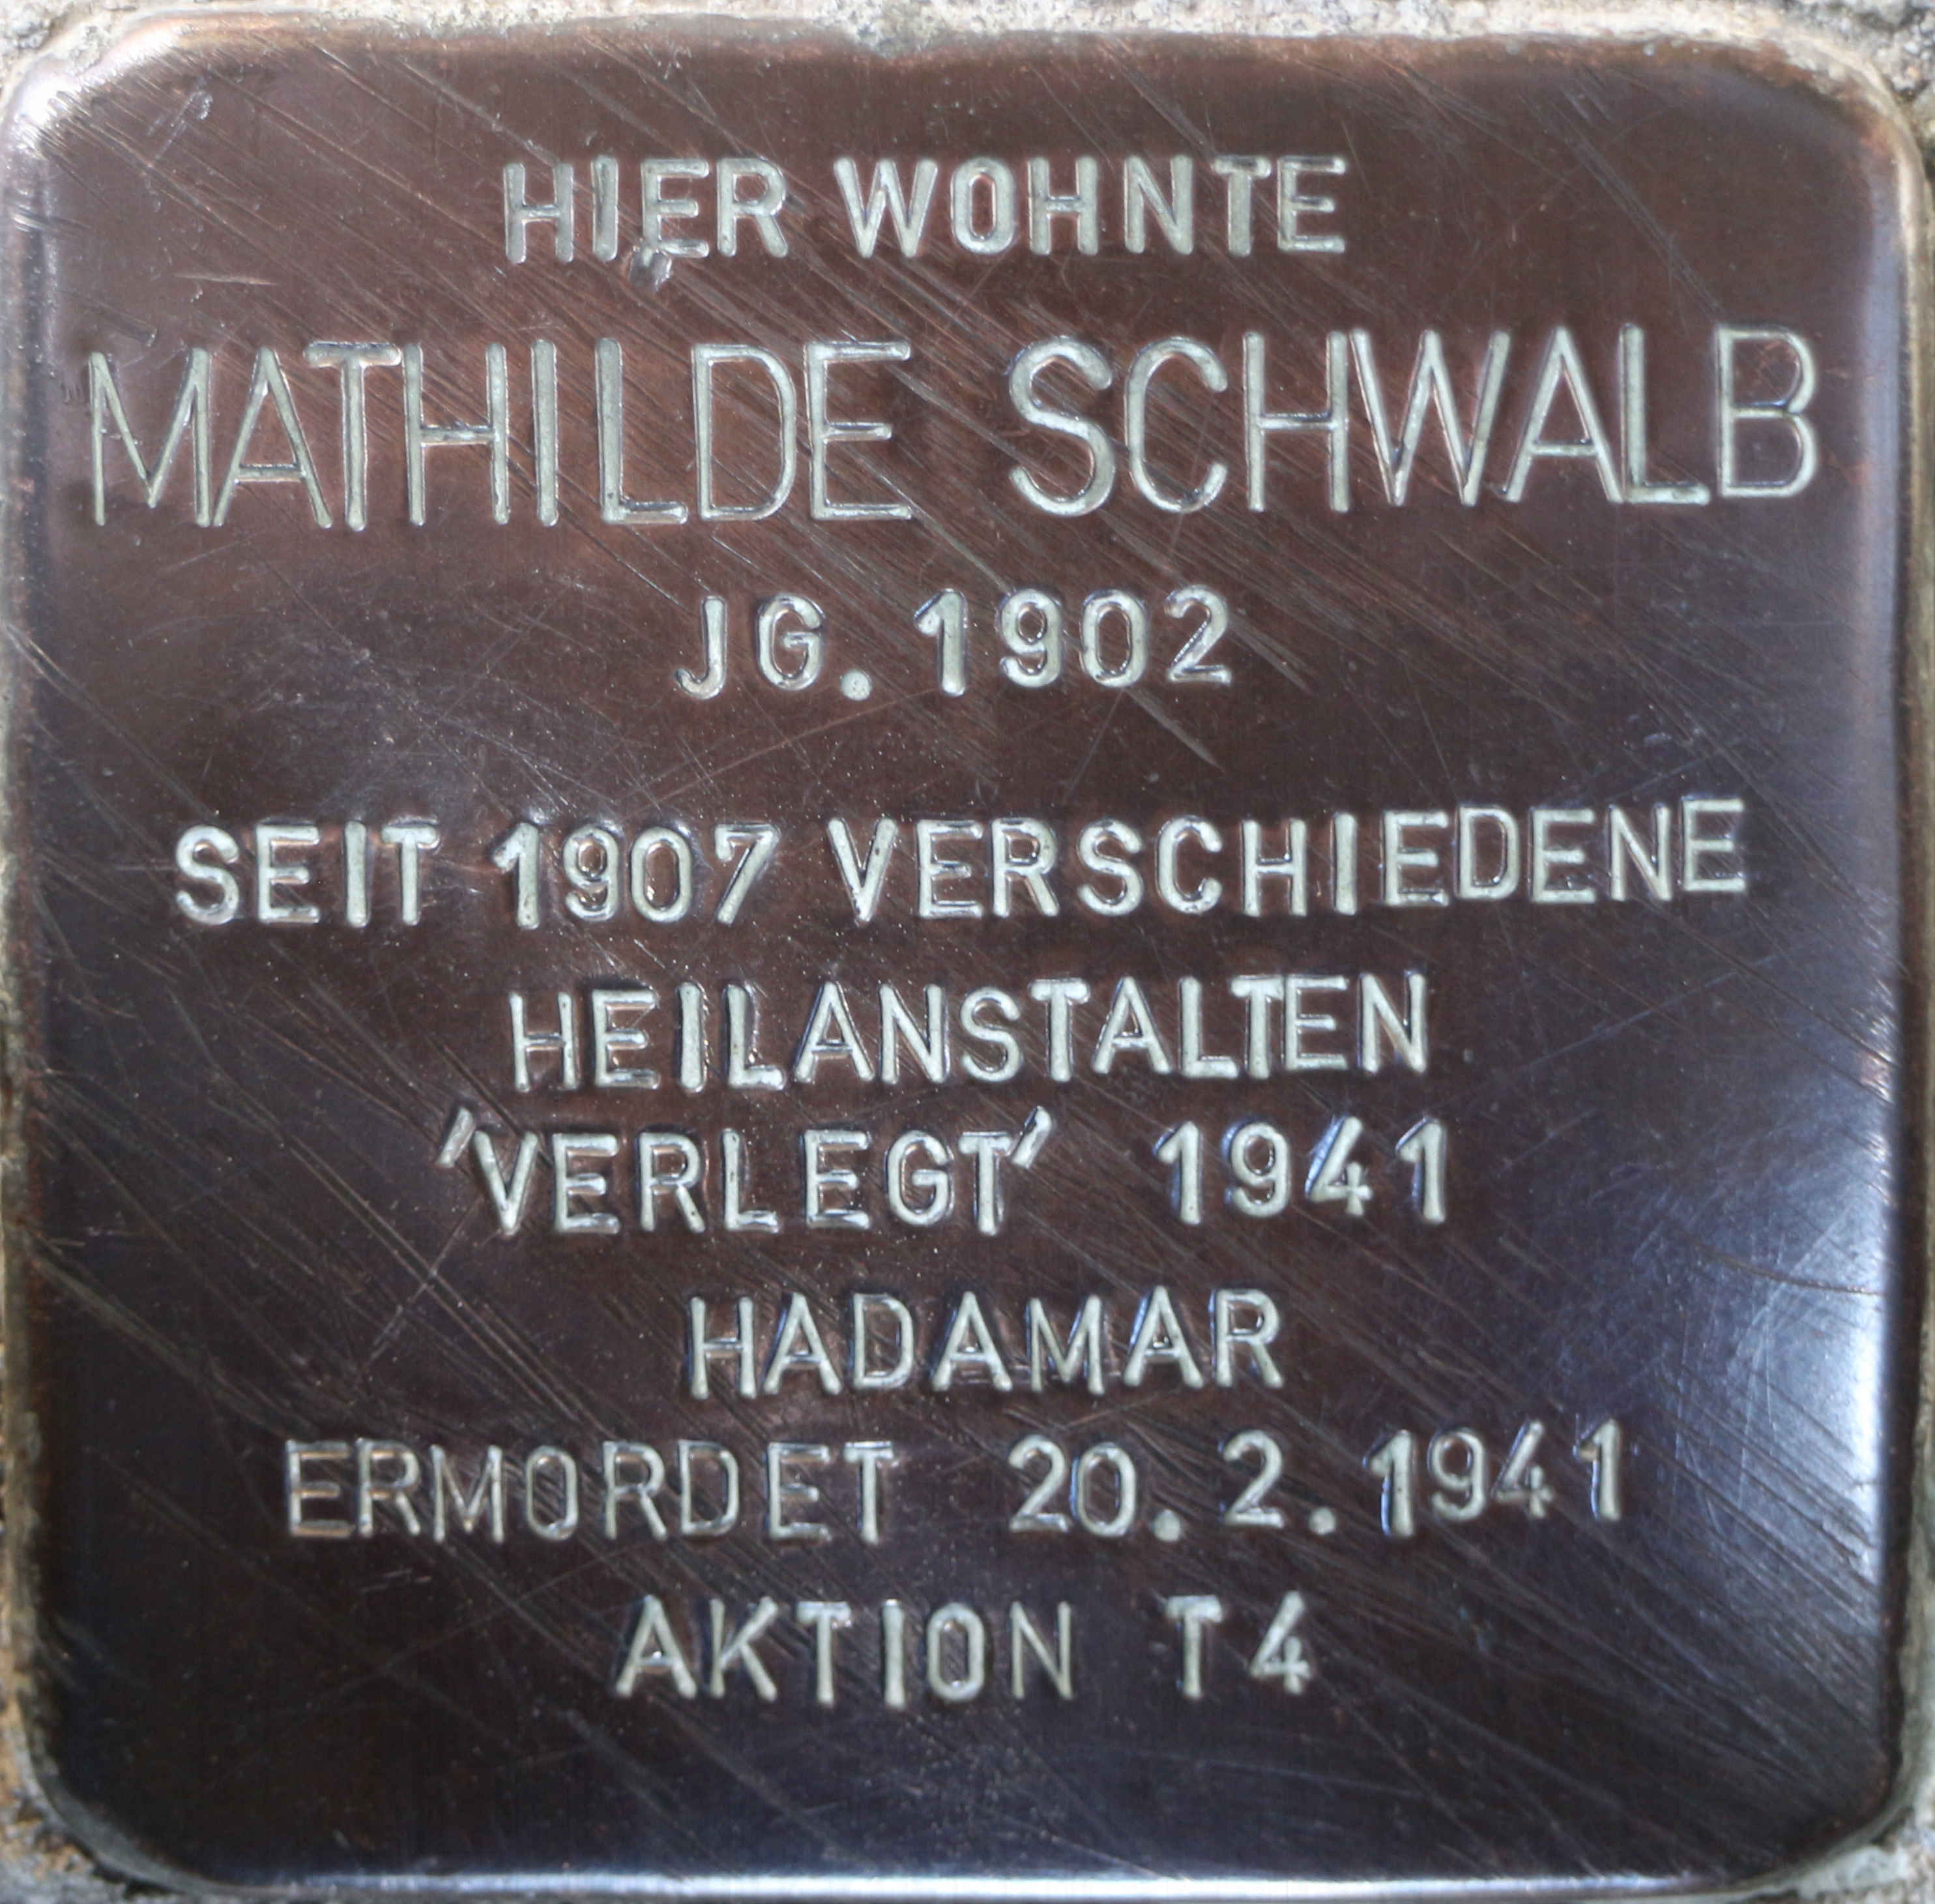 HIER WOHNTE
MATHILDE SCHWALB
JG. 1902
SEIT 1907 VERSCHIEDENE
HEILANSTALTEN
'VERLEGT' 1941
HADAMAR
ERMORDET 20.2.1941
AKTION T4